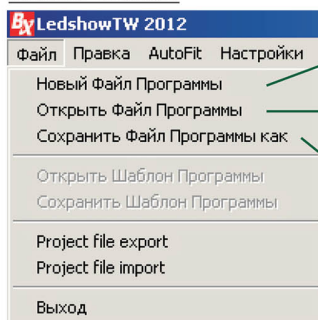 BX LedshowTW 2012
Файл Правка AutoFit Настройки
Новый Файл Программы
Открыть Файл Программы
Сохранить Файл Программы как
Открыть Шаблон Программы
Сохранить Шаблон Программы
Project file export
Project file import
Выход